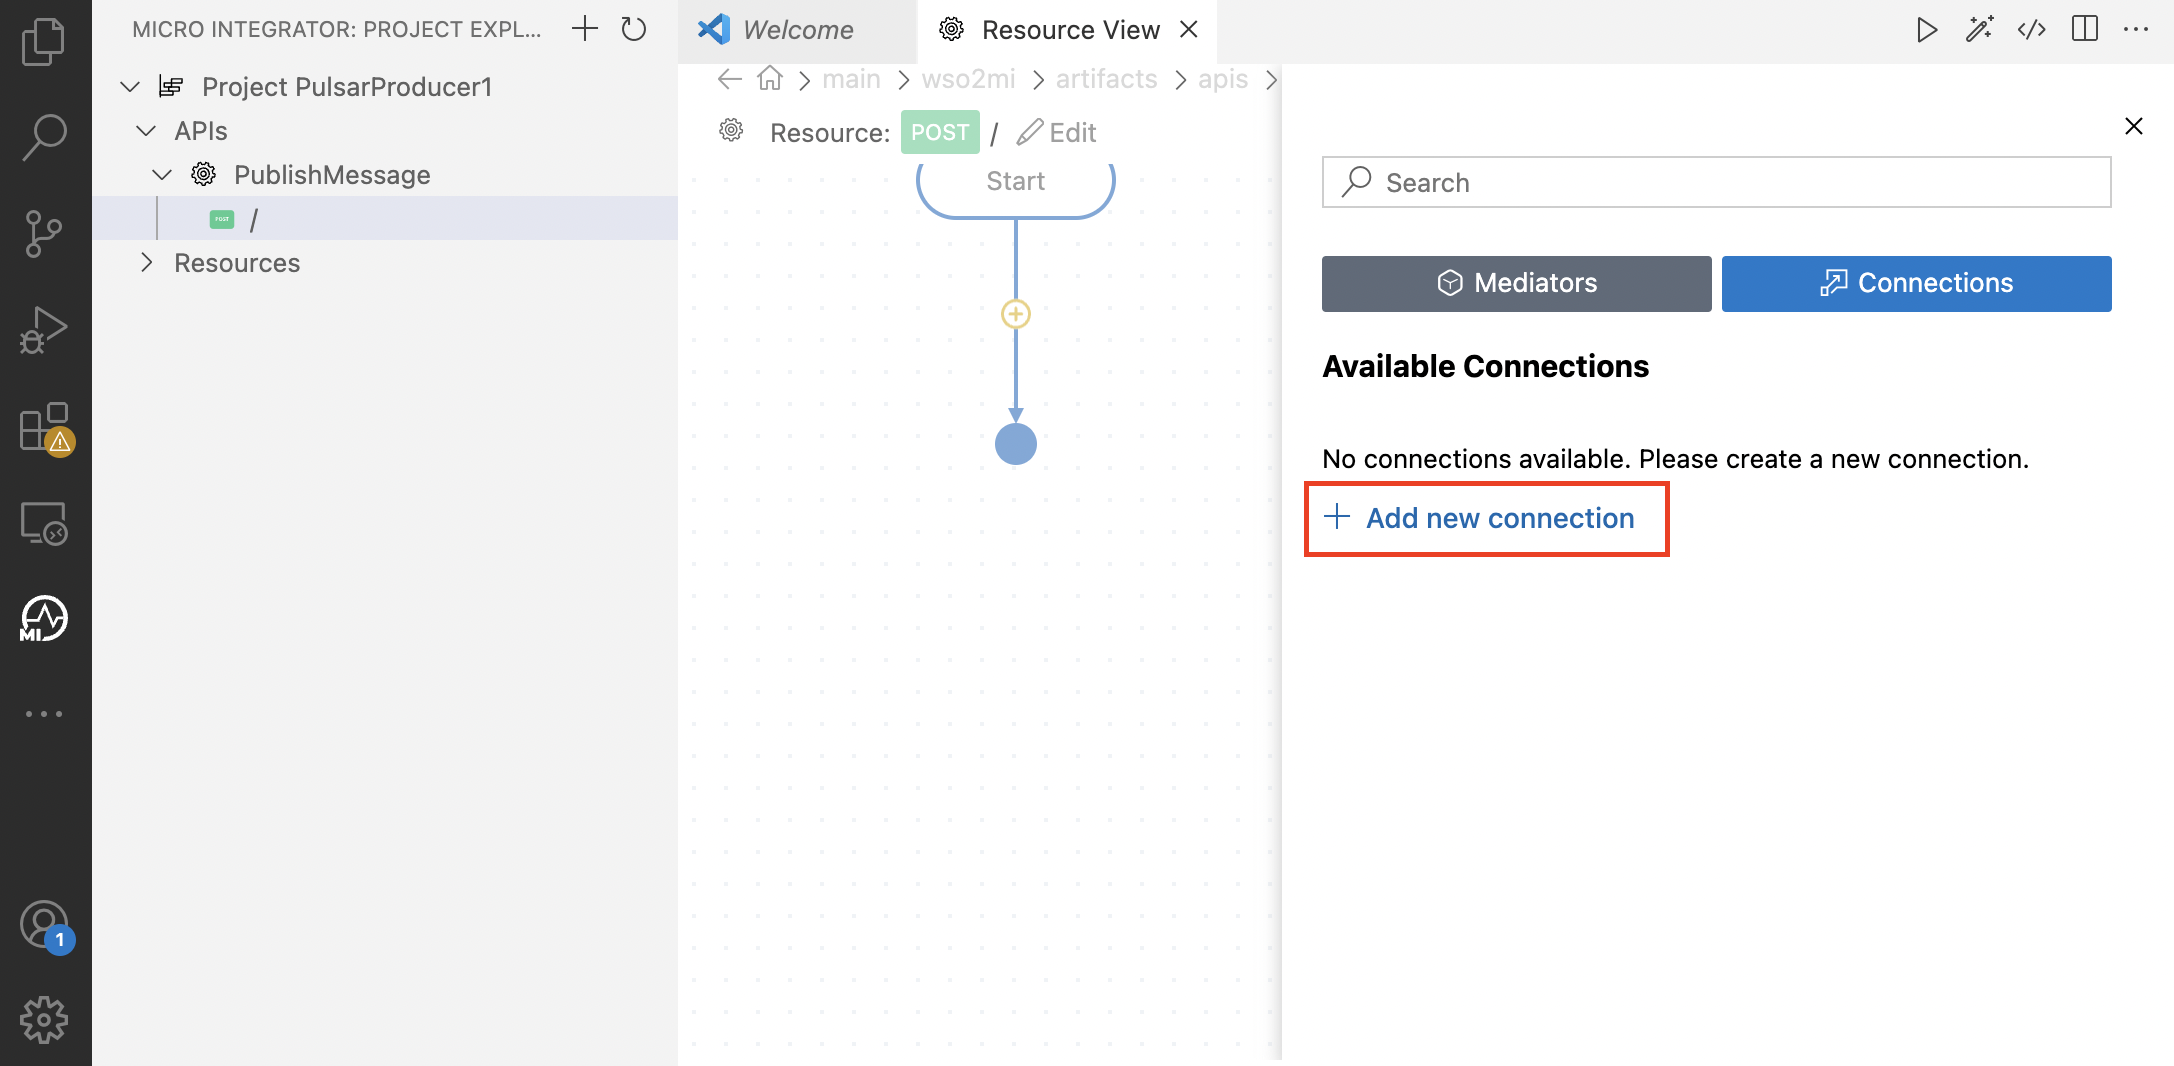 MICRO INTEGRATOR: PROJECT EXPL...
Project PulsarProducer1
APIs
PublishMessage
POST /
Resources
MI
1
Welcome
Resource View
main wso2mi artifacts apis
Resource: POST / Edit
Start
Search
Mediators Connections
Available Connections
No connections available. Please create a new connection.
Add new connection